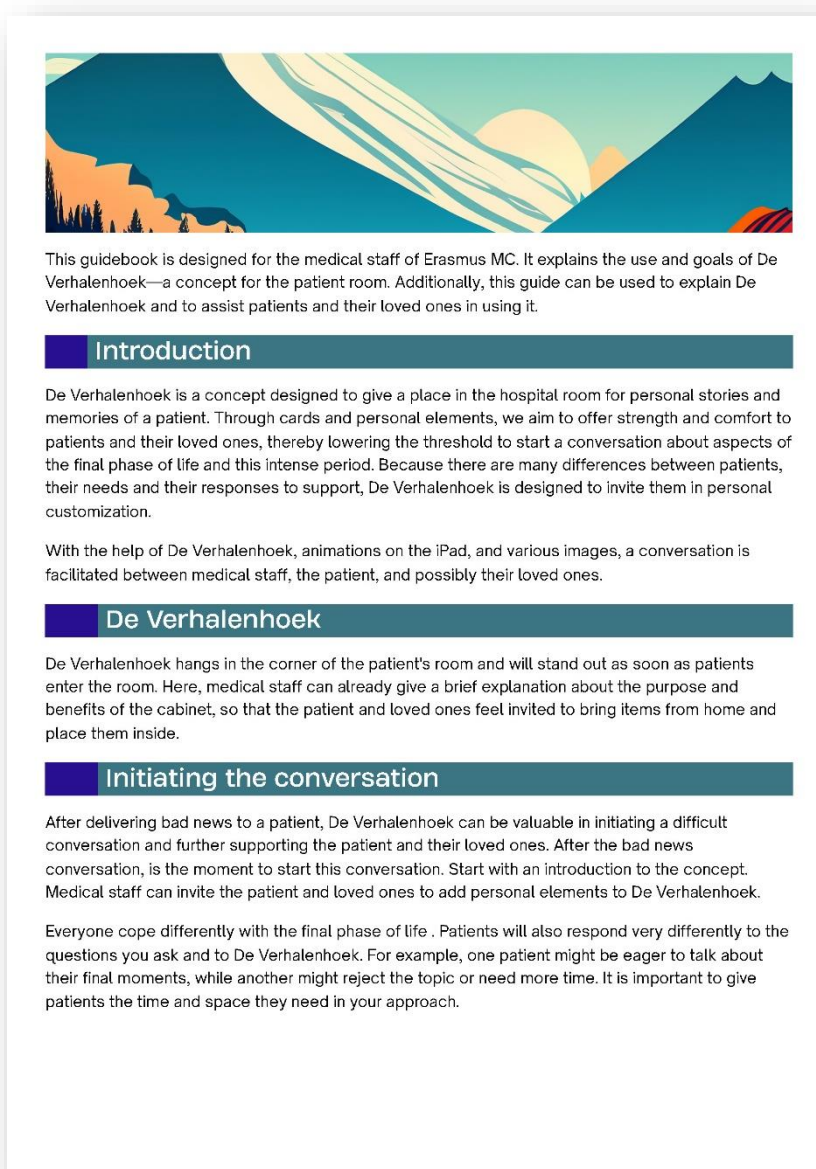 This guidebook is designed for the medical staff of Erasmus MC. It explains the use and goals of De
Verhalenhoek—a concept for the patient room. Additionally, this guide can be used to explain De
Verhalenhoek and to assist patients and their loved ones in using it.
Introduction
De Verhalenhoek is a concept designed to give a place in the hospital room for personal stories and
memories of a patient. Through cards and personal elements, we aim to offer strength and comfort to
patients and their loved ones, thereby lowering the threshold to start a conversation about aspects of
the final phase of life and this intense period. Because there are many differences between patients,
their needs and their responses to support, De Verhalenhoek is designed to invite them in personal
customization.
With the help of De Verhalenhoek, animations on the iPad, and various images, a conversation is
facilitated between medical staff, the patient, and possibly their loved ones.
De Verhalenhoek
De Verhalenhoek hangs in the corner of the patient's room and will stand out as soon as patients
enter the room. Here, medical staff can already give a brief explanation about the purpose and
benefits of the cabinet, so that the patient and loved ones feel invited to bring items from home and
place them inside.
Initiating the conversation
After delivering bad news to a patient, De Verhalenhoek can be valuable in initiating a difficult
conversation and further supporting the patient and their loved ones. After the bad news
conversation, is the moment to start this conversation. Start with an introduction to the concept.
Medical staff can invite the patient and loved ones to add personal elements to De Verhalenhoek.
Everyone cope differently with the final phase of life . Patients will also respond very differently to the
questions you ask and to De Verhalenhoek. For example, one patient might be eager to talk about
their final moments, while another might reject the topic or need more time. It is important to give
patients the time and space they need in your approach.